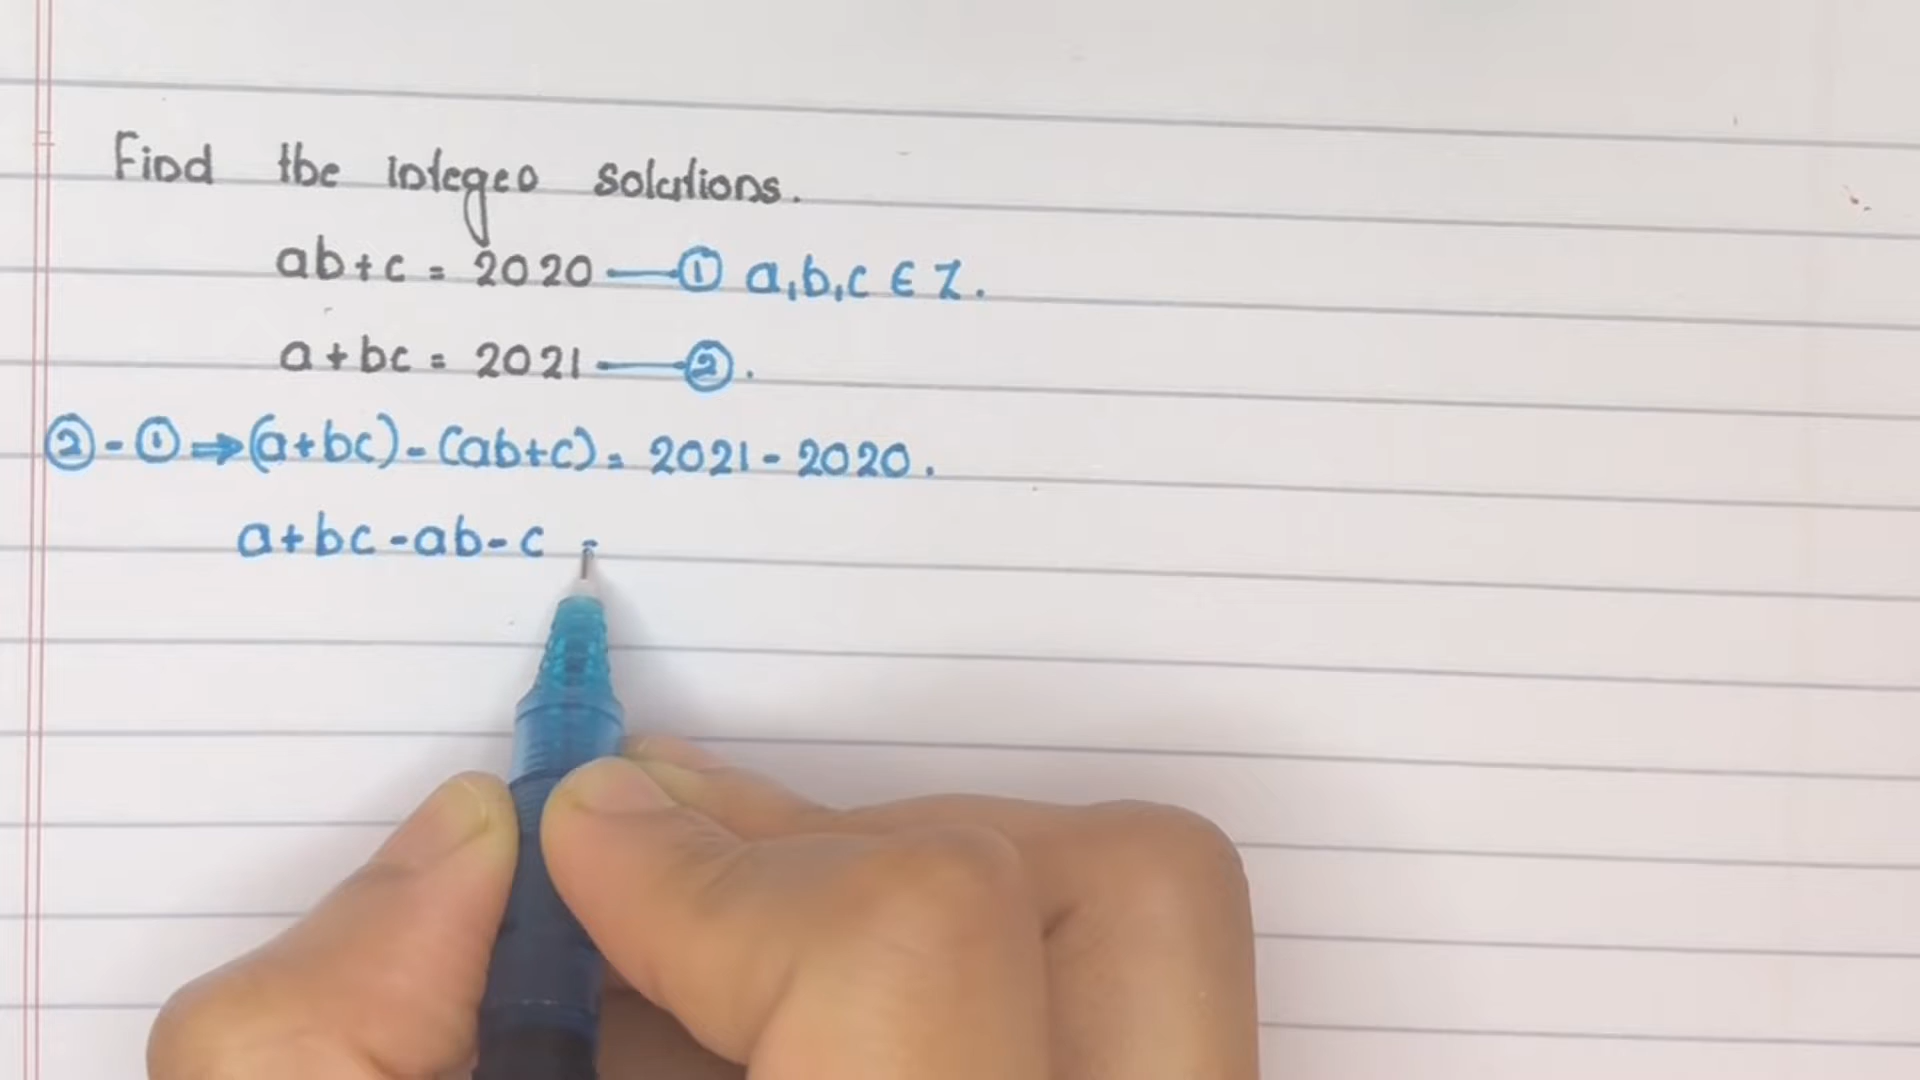 Find the integer solutions.
ab+c = 2020 —① a,b,c ∈ Z.
a+bc = 2021 —②.
②-① ⇒ (a+bc)-(ab+c) = 2021-2020.
a+bc-ab-c =